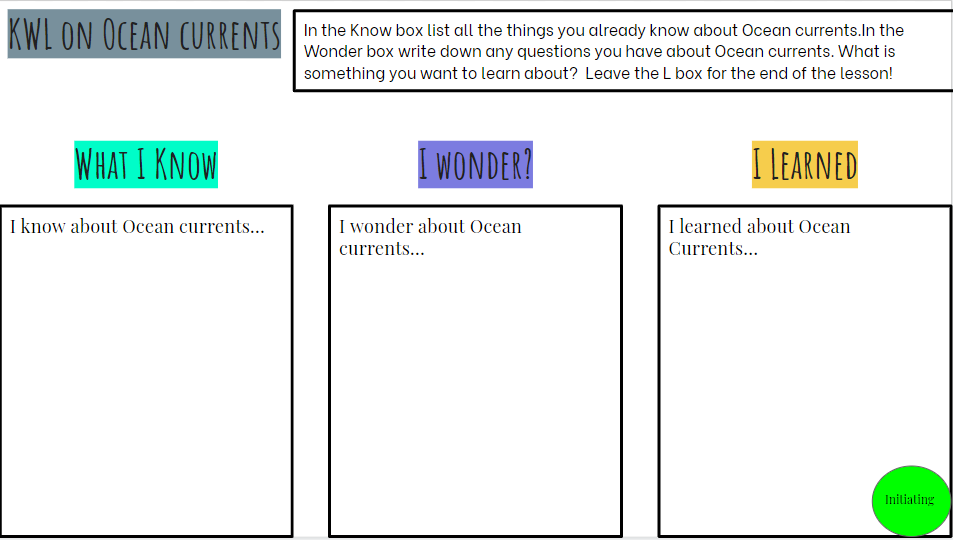 KWL on Ocean currents
In the Know box list all the things you already know about Ocean currents.In the
Wonder box write down any questions you have about Ocean currents. What is
something you want to learn about?  Leave the L box for the end of the lesson!
What I Know
I wonder?
I Learned
I know about Ocean currents...
I wonder about Ocean
currents...
I learned about Ocean
Currents...
Initiating